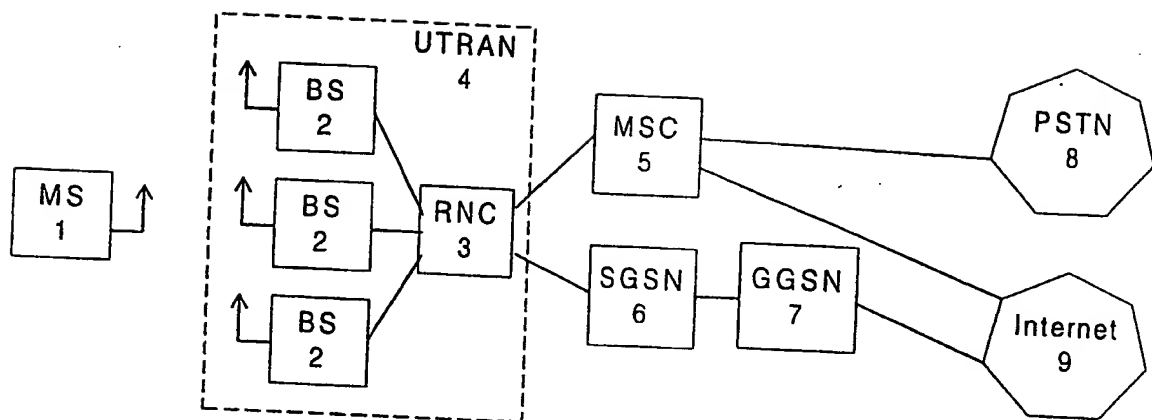 UTRAN
4
BS
2
MSC
5
PSTN
8
MS
1
BS
2
RNC
3
SGSN
6
GGSN
7
BS
2
Internet
9